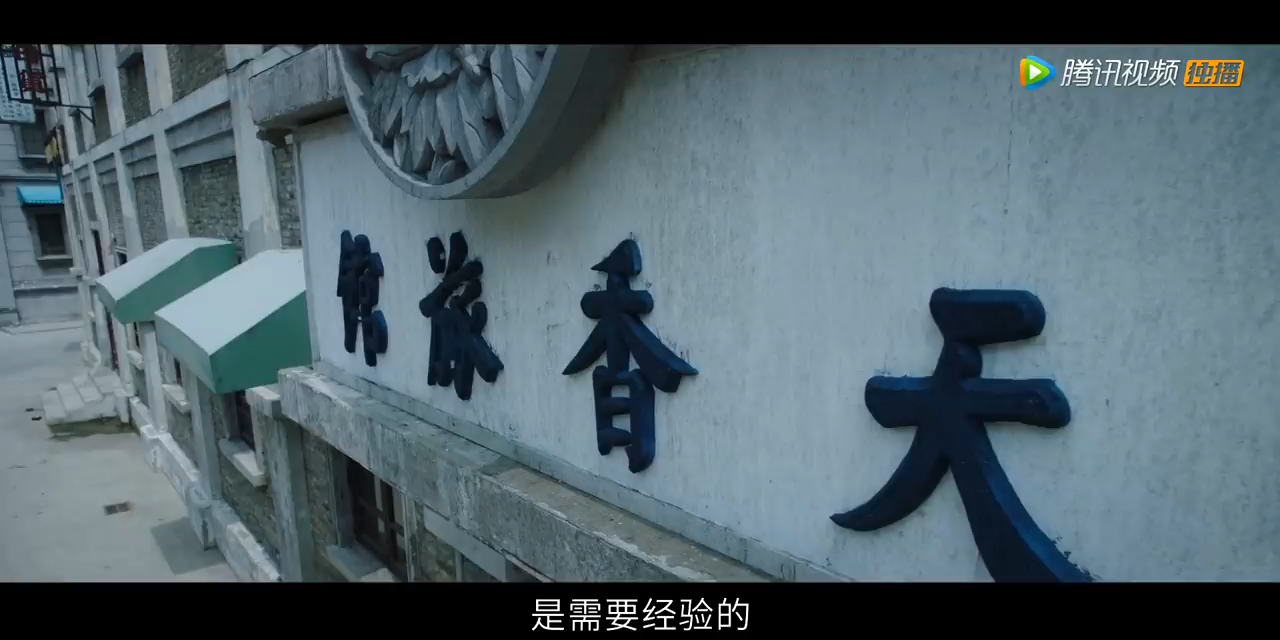 腾讯视频 独播
天香旅館
是需要经验的